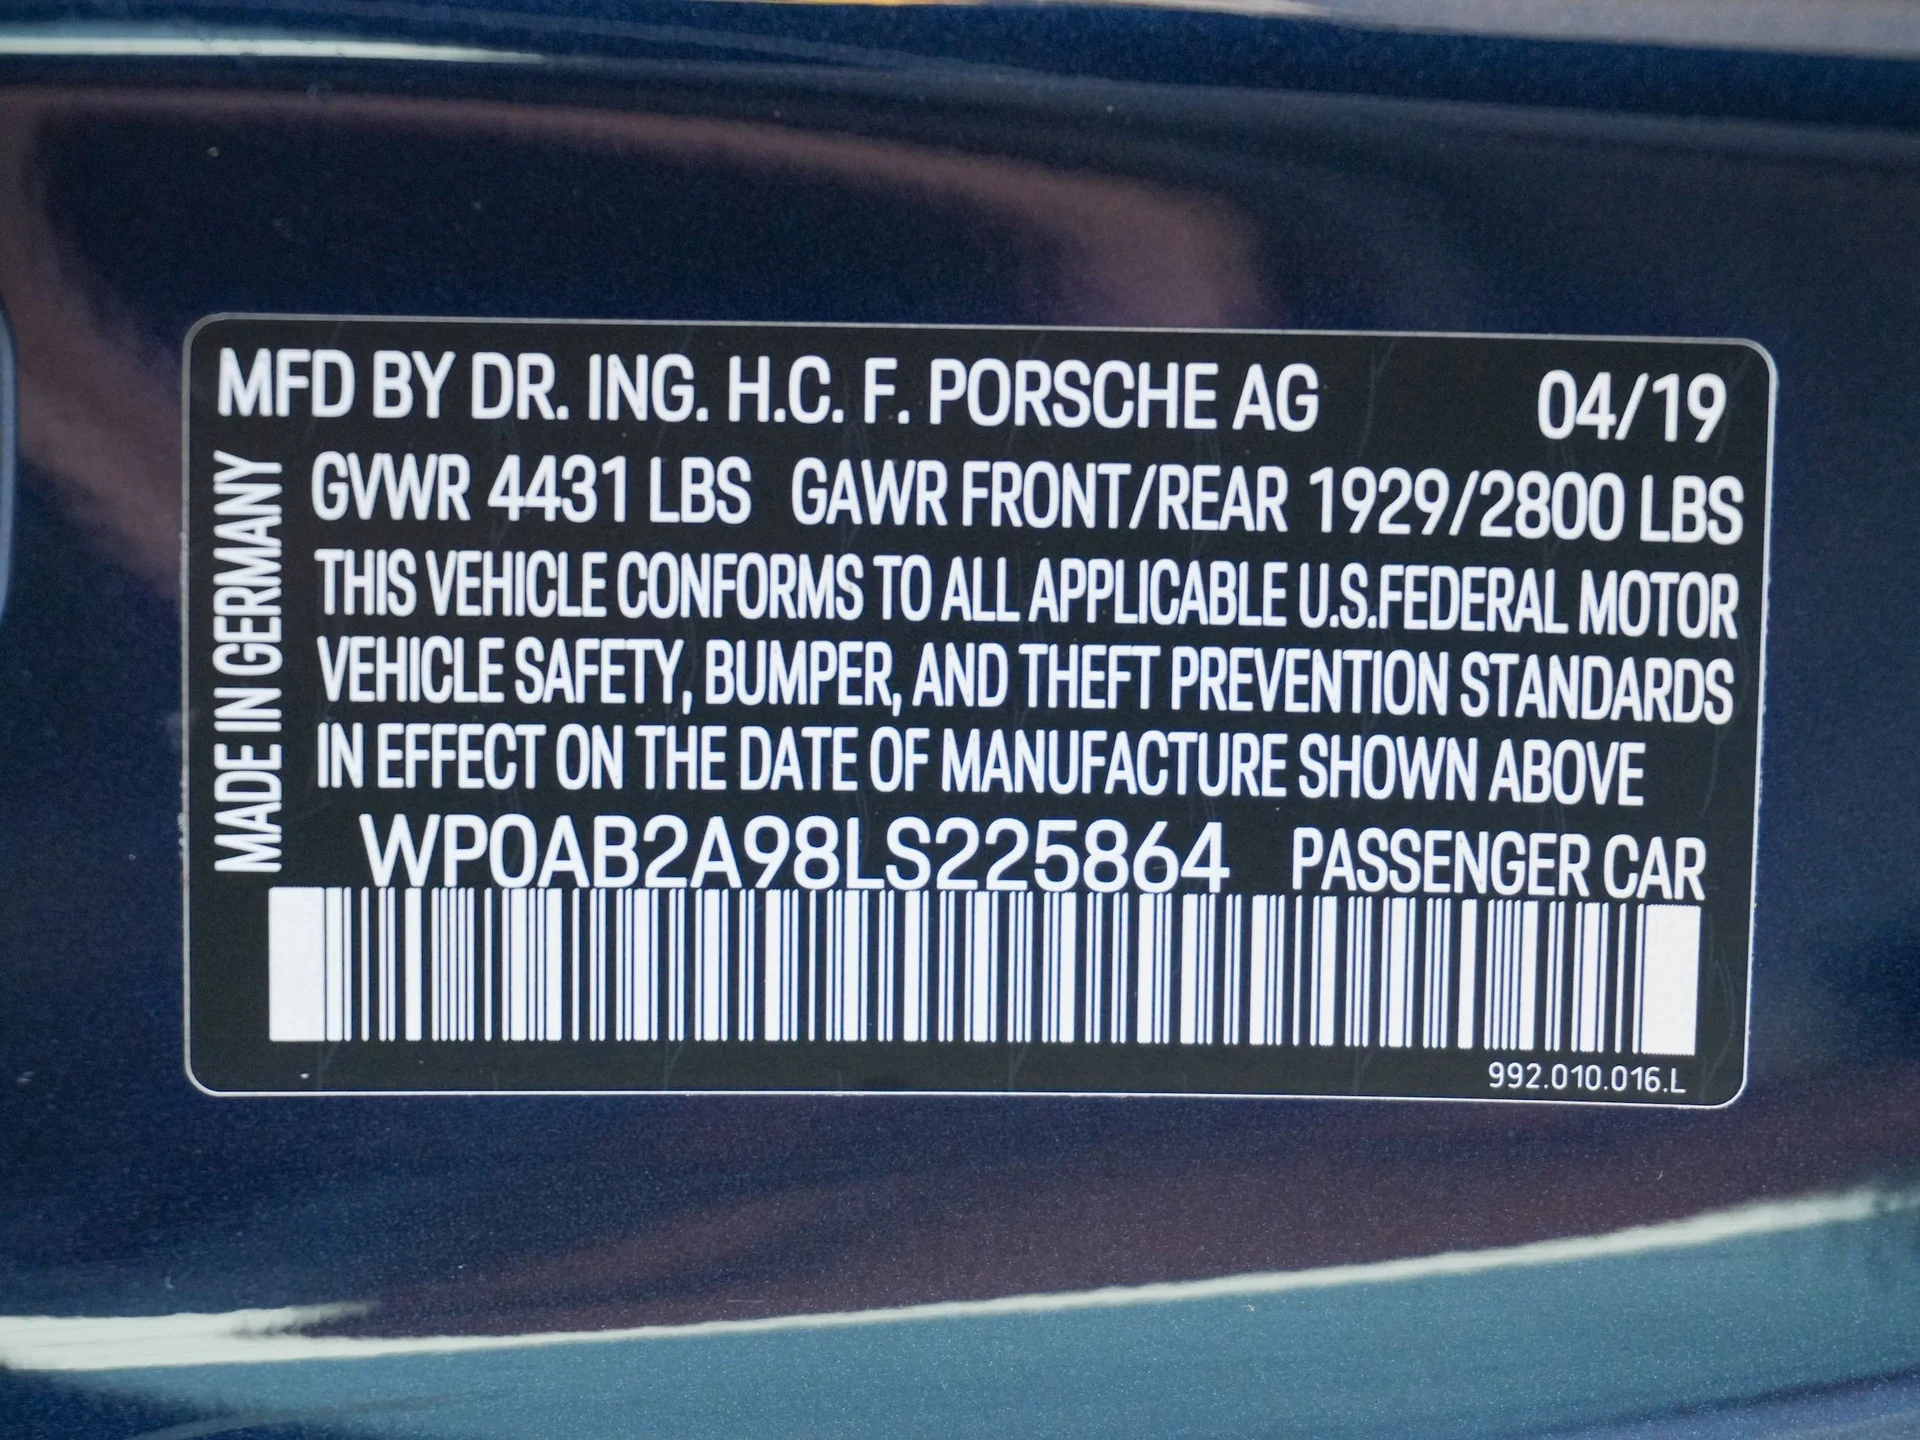 MFD BY DR. ING. H.C. F. PORSCHE AG 04/19
GVWR 4431 LBS GAWR FRONT/REAR 1929/2800 LBS
THIS VEHICLE CONFORMS TO ALL APPLICABLE U.S.FEDERAL MOTOR
VEHICLE SAFETY, BUMPER, AND THEFT PREVENTION STANDARDS
IN EFFECT ON THE DATE OF MANUFACTURE SHOWN ABOVE
WP0AB2A98LS225864 PASSENGER CAR
992.010.016.L
MADE IN GERMANY